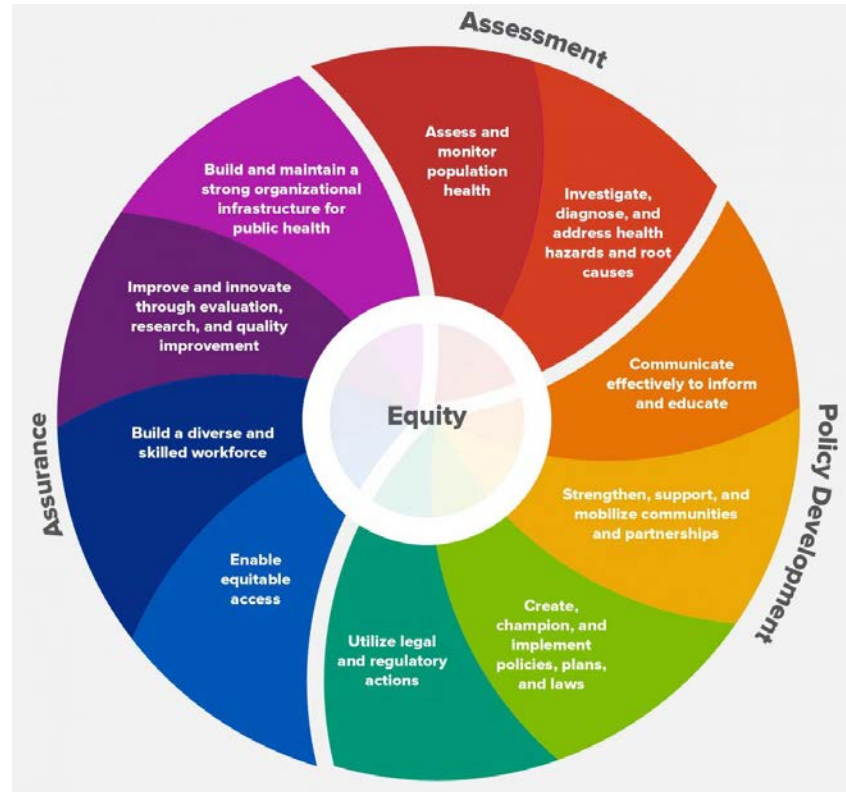 Assessment
Assess and
monitor
population
health
Investigate,
diagnose, and
address health
hazards and root
causes
Policy Development
Communicate
effectively to inform
and educate
Strengthen, support, and
mobilize communities
and partnerships
Create,
champion, and
implement
policies, plans,
and laws
Utilize legal
and regulatory
actions
Assurance
Enable
equitable
access
Build a diverse and
skilled workforce
Improve and innovate
through evaluation,
research, and quality
improvement
Build and maintain a
strong organizational
infrastructure for
public health
Equity